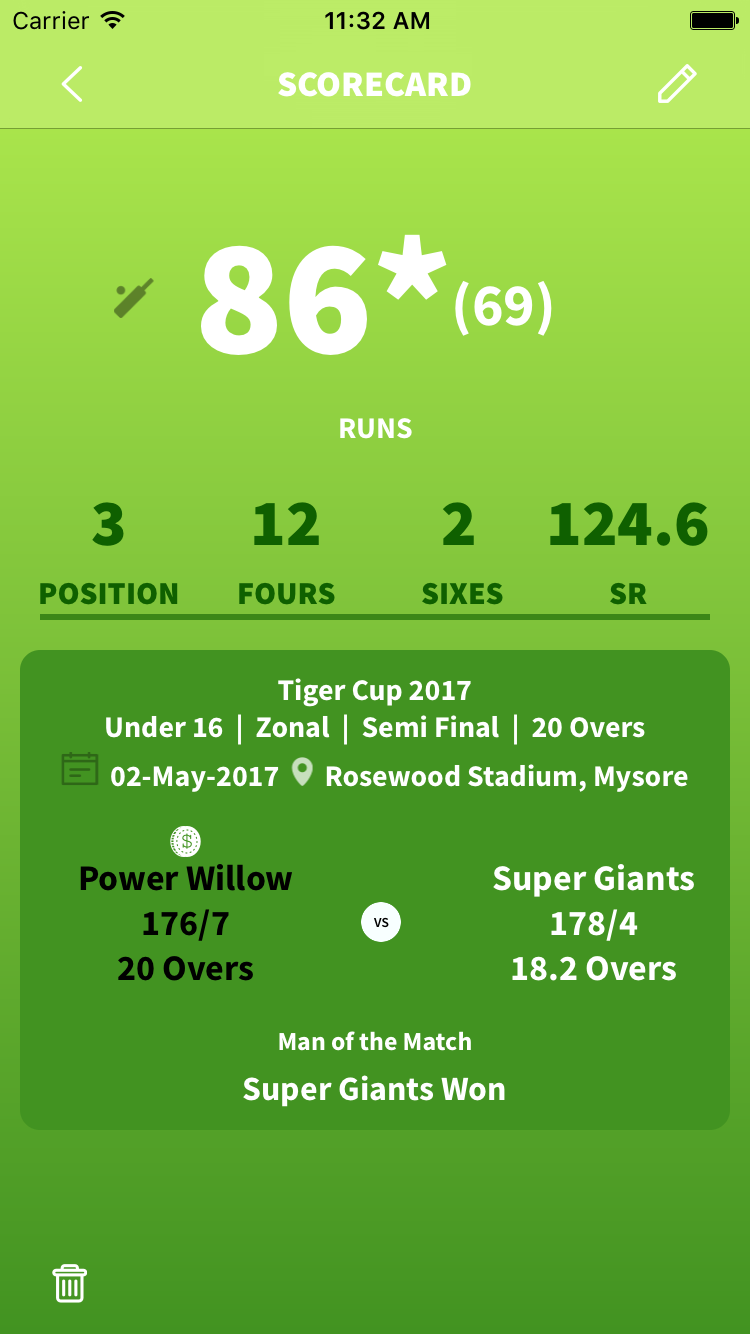 Carrier 11:32 AM
SCORECARD
86*(69)
RUNS
3 12 2 124.6
POSITION FOURS SIXES SR
Tiger Cup 2017
Under 16 | Zonal | Semi Final | 20 Overs
02-May-2017 Rosewood Stadium, Mysore
$
Power Willow
176/7
20 Overs
vs
Super Giants
178/4
18.2 Overs
Man of the Match
Super Giants Won